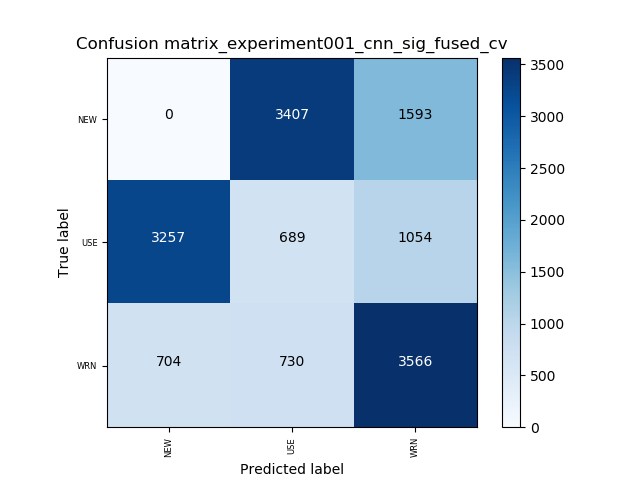 Confusion matrix_experiment001_cnn_sig_fused_cv
True label
NEW
0
3407
1593
USE
3257
689
1054
WRN
704
730
3566
NEW
USE
WRN
Predicted label
3500
3000
2500
2000
1500
1000
500
0